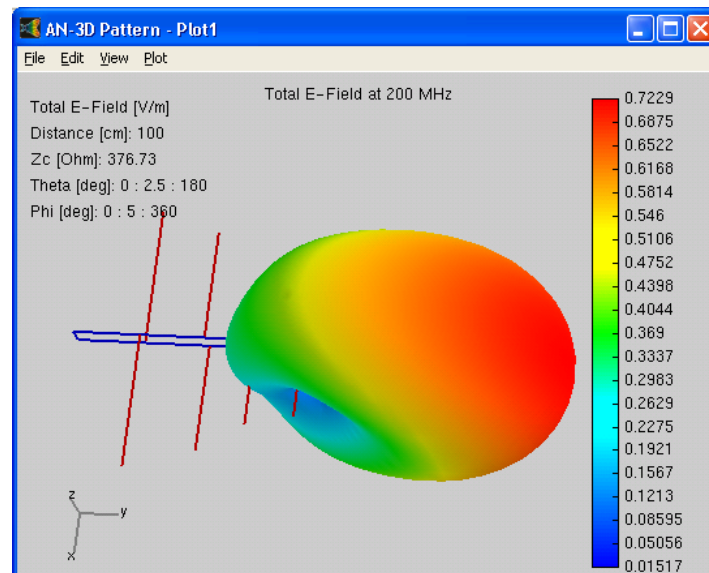 AN-3D Pattern - Plot1
File Edit View Plot
Total E-Field at 200 MHz
Total E-Field [V/m]
Distance [cm]: 100
Zc [Ohm]: 376.73
Theta [deg]: 0 : 2.5 : 180
Phi [deg]: 0 : 5 : 360
0.7229
0.6875
0.6522
0.6168
0.5814
0.546
0.5106
0.4752
0.4398
0.4044
0.369
0.3337
0.2983
0.2629
0.2275
0.1921
0.1567
0.1213
0.08595
0.05056
0.01517
z
y
x